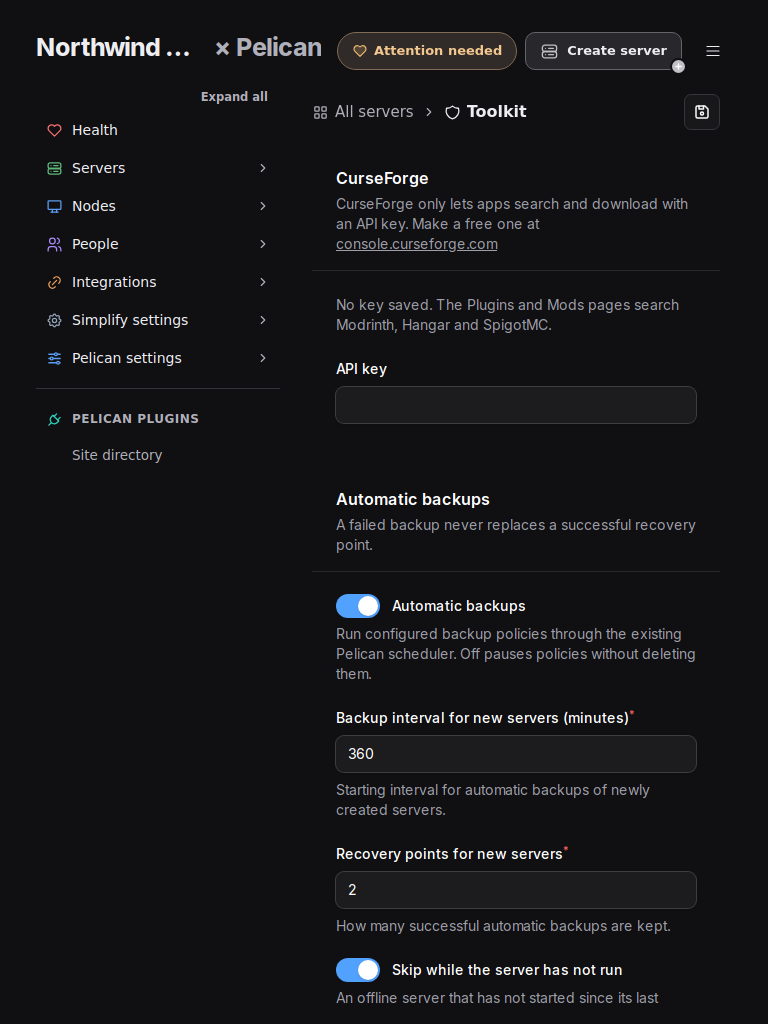 Northwind ... × Pelican
Attention needed
Create server
Expand all
Health
Servers
Nodes
People
Integrations
Simplify settings
Pelican settings
PELICAN PLUGINS
Site directory
All servers
Toolkit
CurseForge
CurseForge only lets apps search and download with
an API key. Make a free one at
console.curseforge.com
No key saved. The Plugins and Mods pages search
Modrinth, Hangar and SpigotMC.
API key
Automatic backups
A failed backup never replaces a successful recovery
point.
Automatic backups
Run configured backup policies through the existing
Pelican scheduler. Off pauses policies without deleting
them.
Backup interval for new servers (minutes)*
360
Starting interval for automatic backups of newly
created servers.
Recovery points for new servers*
2
How many successful automatic backups are kept.
Skip while the server has not run
An offline server that has not started since its last